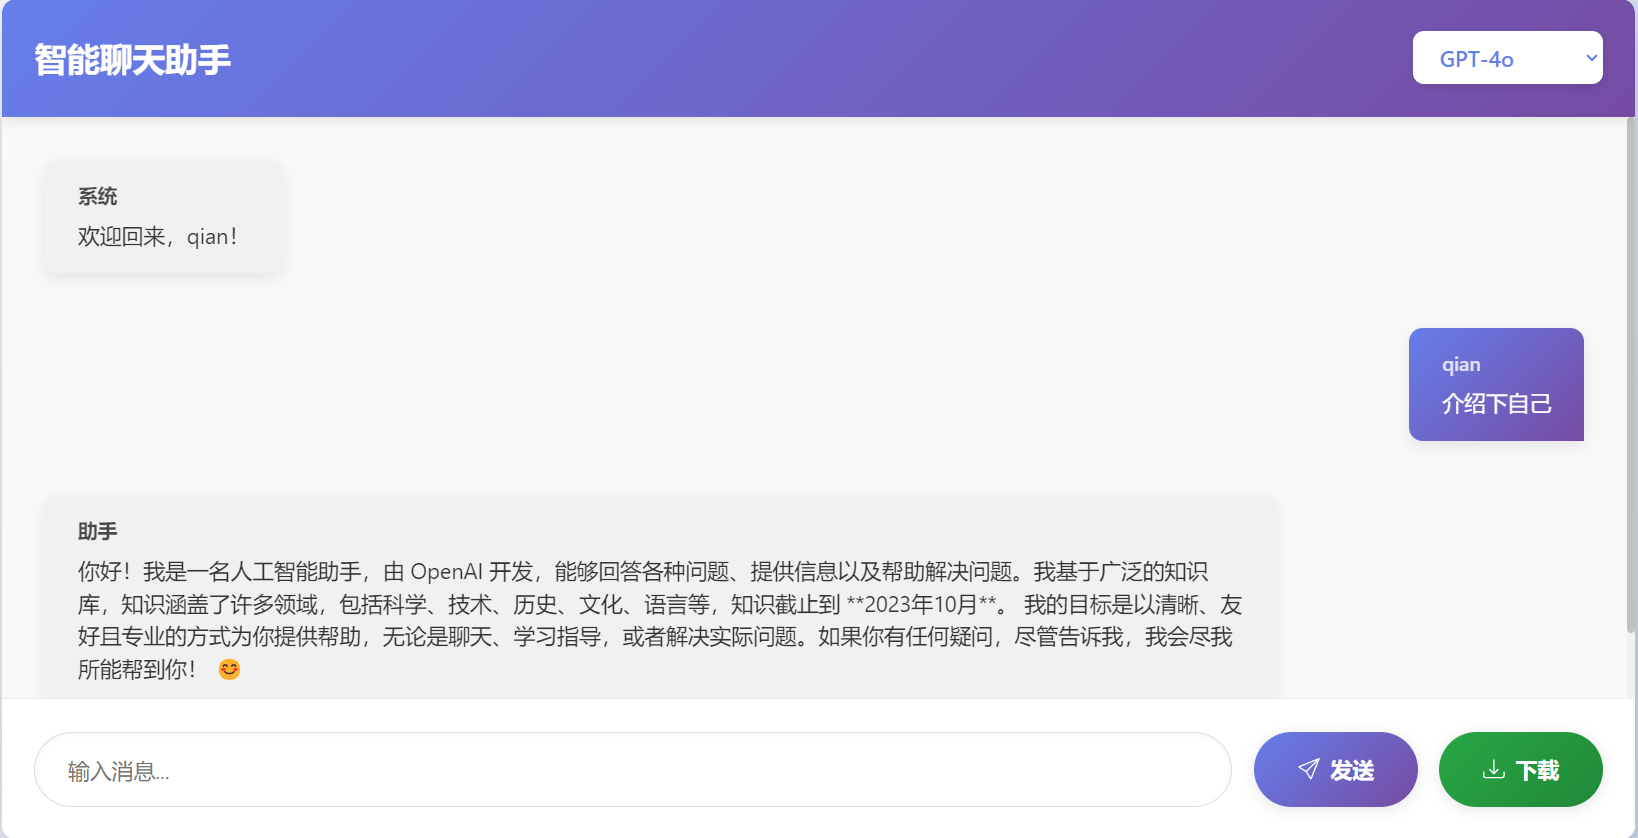 智能聊天助手
GPT-4o
系统
欢迎回来，qian！
qian
介绍下自己
助手
你好！我是一名人工智能助手，由 OpenAI 开发，能够回答各种问题、提供信息以及帮助解决问题。我基于广泛的知识
库，知识涵盖了许多领域，包括科学、技术、历史、文化、语言等，知识截止到 **2023年10月**。 我的目标是以清晰、友
好且专业的方式为你提供帮助，无论是聊天、学习指导，或者解决实际问题。如果你有任何疑问，尽管告诉我，我会尽我
所能帮到你！ 😊
输入消息...
发送
下载